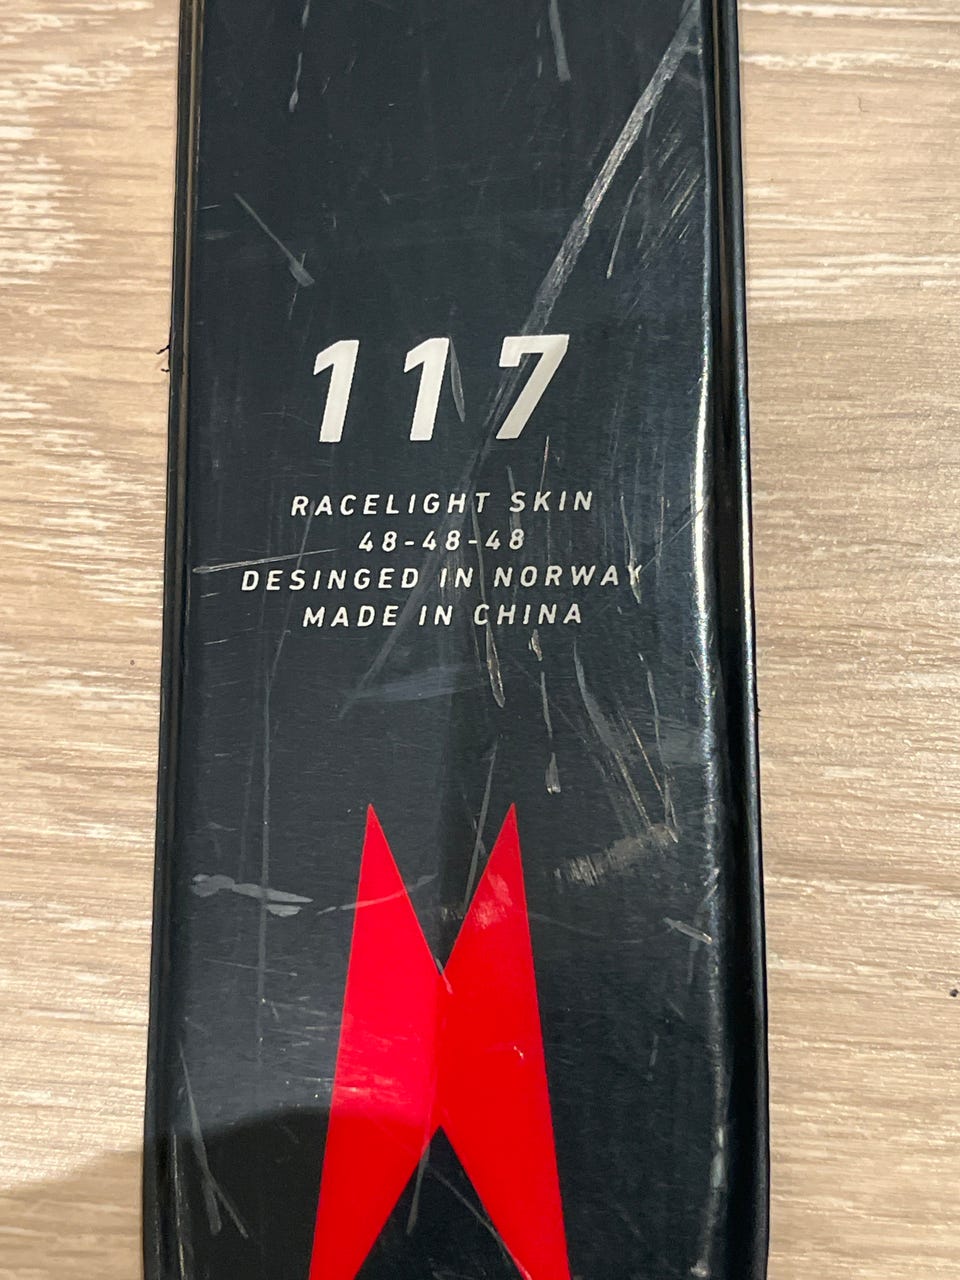 117
RACELIGHT SKIN
48-48-48
DESINGED IN NORWAY
MADE IN CHINA